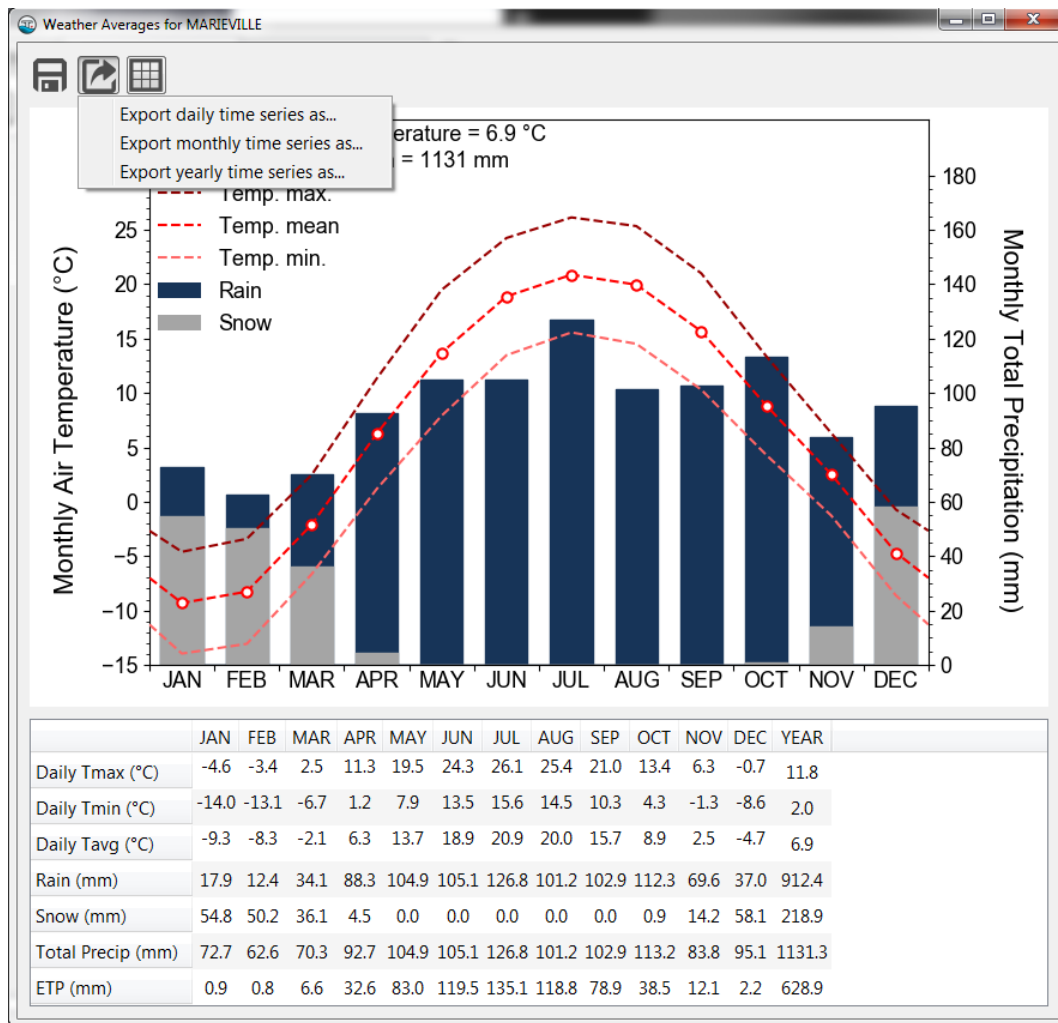 Weather Averages for MARIEVILLE
Export daily time series as...
Export monthly time series as...
Export yearly time series as...
erature = 6.9 °C
= 1131 mm
Temp. max.
Temp. mean
Temp. min.
Rain
Snow
Monthly Air Temperature (°C)
25
20
15
10
5
0
−5
−10
−15
180
160
140
120
100
80
60
40
20
0
Monthly Total Precipitation (mm)
JAN FEB MAR APR MAY JUN JUL AUG SEP OCT NOV DEC
JAN FEB MAR APR MAY JUN JUL AUG SEP OCT NOV DEC YEAR
Daily Tmax (°C) -4.6 -3.4 2.5 11.3 19.5 24.3 26.1 25.4 21.0 13.4 6.3 -0.7 11.8
Daily Tmin (°C) -14.0 -13.1 -6.7 1.2 7.9 13.5 15.6 14.5 10.3 4.3 -1.3 -8.6 2.0
Daily Tavg (°C) -9.3 -8.3 -2.1 6.3 13.7 18.9 20.9 20.0 15.7 8.9 2.5 -4.7 6.9
Rain (mm) 17.9 12.4 34.1 88.3 104.9 105.1 126.8 101.2 102.9 112.3 69.6 37.0 912.4
Snow (mm) 54.8 50.2 36.1 4.5 0.0 0.0 0.0 0.0 0.0 0.9 14.2 58.1 218.9
Total Precip (mm) 72.7 62.6 70.3 92.7 104.9 105.1 126.8 101.2 102.9 113.2 83.8 95.1 1131.3
ETP (mm) 0.9 0.8 6.6 32.6 83.0 119.5 135.1 118.8 78.9 38.5 12.1 2.2 628.9